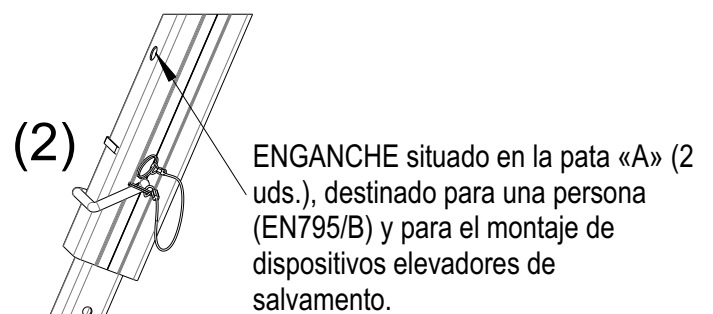 (2)
ENGANCHE situado en la pata «A» (2
uds.), destinado para una persona
(EN795/B) y para el montaje de
dispositivos elevadores de
salvamento.